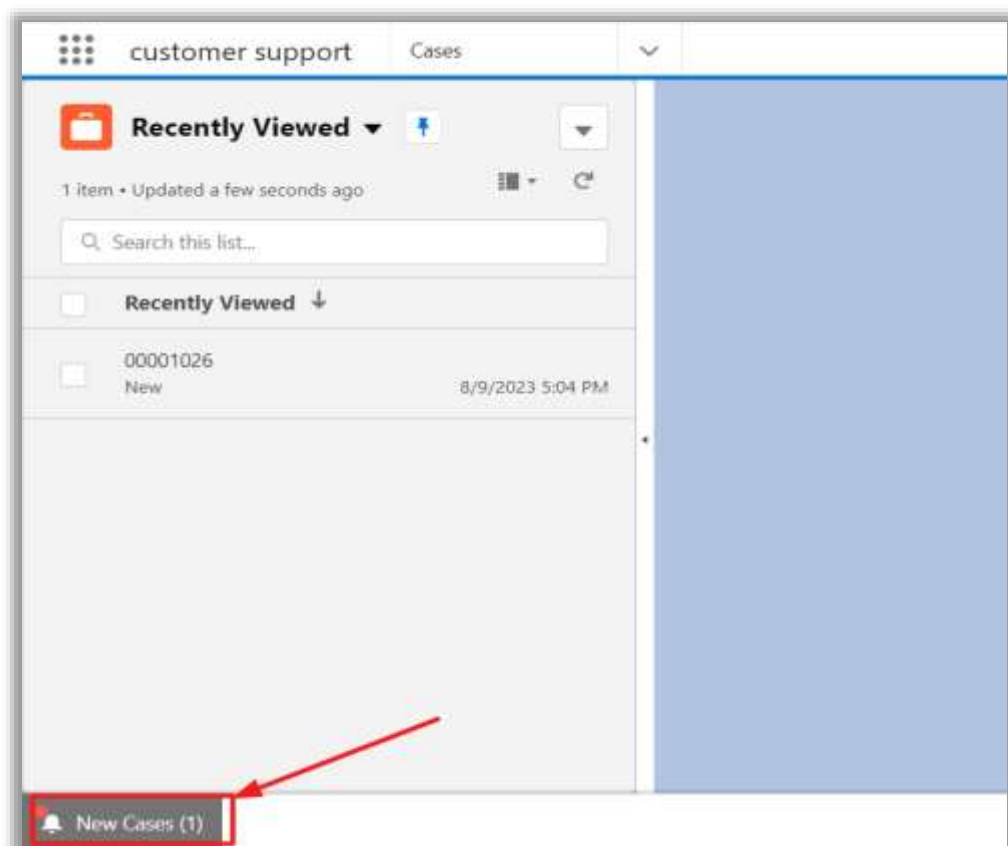 customer support Cases
Recently Viewed
1 item • Updated a few seconds ago
Search this list...
Recently Viewed
00001026
New 8/9/2023 5:04 PM
New Cases (1)